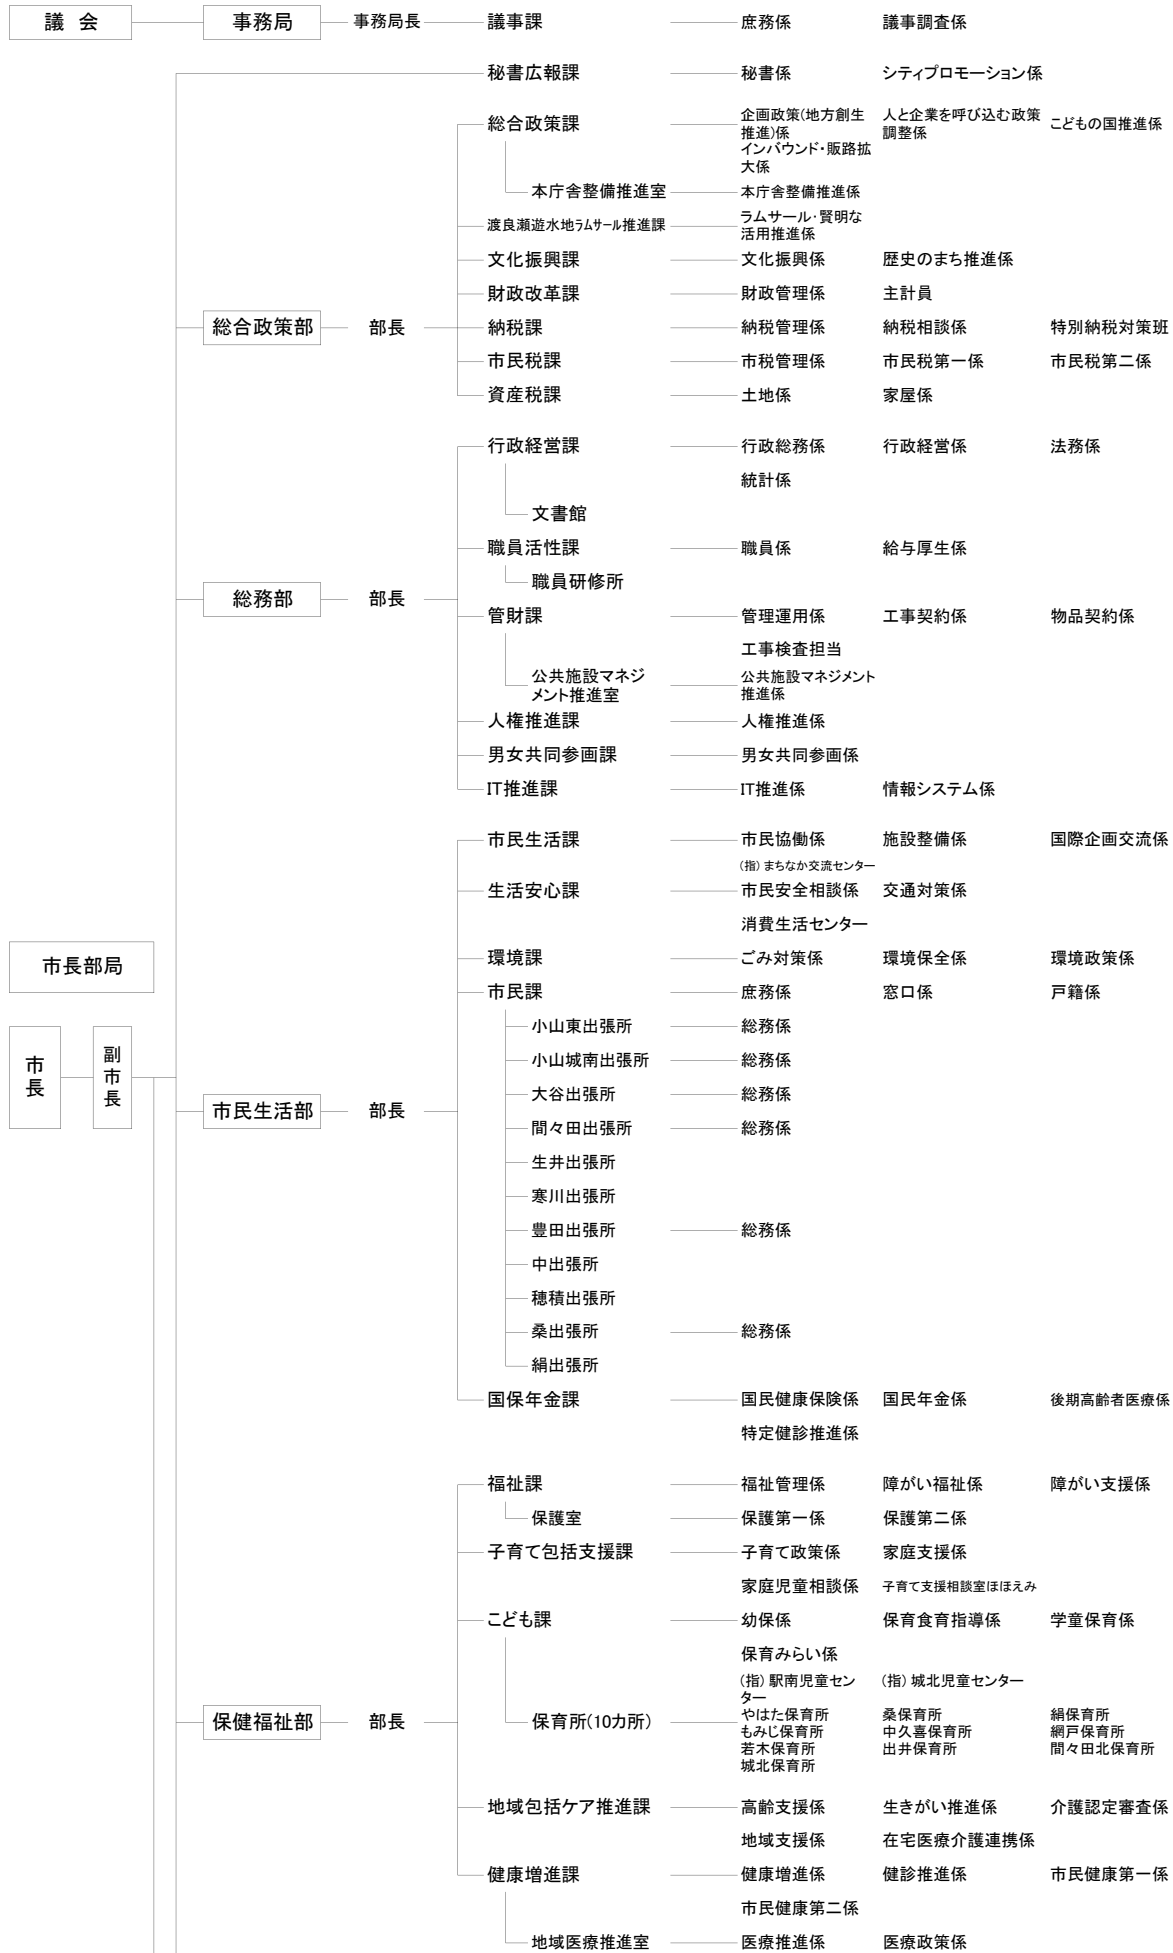 議 会 事務局 事務局長 議事課 庶務係 議事調査係
秘書広報課 秘書係 シティプロモーション係
総合政策課 企画政策(地方創生 人と企業を呼び込む政策 こどもの国推進係
推進)係 調整係
インバウンド・販路拡
大係
本庁舎整備推進室 本庁舎整備推進係
渡良瀬遊水地ラムサール推進課 ラムサール・賢明な
活用推進係
文化振興課 文化振興係 歴史のまち推進係
財政改革課 財政管理係 主計員
総合政策部 部長 納税課 納税管理係 納税相談係 特別納税対策班
市民税課 市税管理係 市民税第一係 市民税第二係
資産税課 土地係 家屋係
行政経営課 行政総務係 行政経営係 法務係
統計係
文書館
職員活性課 職員係 給与厚生係
職員研修所
総務部 部長
管財課 管理運用係 工事契約係 物品契約係
工事検査担当
公共施設マネジ 公共施設マネジメント
メント推進室 推進係
人権推進課 人権推進係
男女共同参画課 男女共同参画係
IT推進課 IT推進係 情報システム係
市民生活課 市民協働係 施設整備係 国際企画交流係
(指) まちなか交流センター
生活安心課 市民安全相談係 交通対策係
消費生活センター
市長部局
環境課 ごみ対策係 環境保全係 環境政策係
市民課 庶務係 窓口係 戸籍係
小山東出張所 総務係
市長 副市長
小山城南出張所 総務係
大谷出張所 総務係
市民生活部 部長
間々田出張所 総務係
生井出張所
寒川出張所
豊田出張所 総務係
中出張所
穂積出張所
桑出張所 総務係
絹出張所
国保年金課 国民健康保険係 国民年金係 後期高齢者医療係
特定健診推進係
福祉課 福祉管理係 障がい福祉係 障がい支援係
保護室 保護第一係 保護第二係
子育て包括支援課 子育て政策係 家庭支援係
家庭児童相談係 子育て支援相談室ほほえみ
こども課 幼保係 保育食育指導係 学童保育係
保育みらい係
(指) 駅南児童セン (指) 城北児童センター
ター
保健福祉部 部長 保育所(10カ所)
やはた保育所 桑保育所 絹保育所
もみじ保育所 中久喜保育所 網戸保育所
若木保育所 出井保育所 間々田北保育所
城北保育所
地域包括ケア推進課 高齢支援係 生きがい推進係 介護認定審査係
地域支援係 在宅医療介護連携係
健康増進課 健康増進係 健診推進係 市民健康第一係
市民健康第二係
地域医療推進室 医療推進係 医療政策係